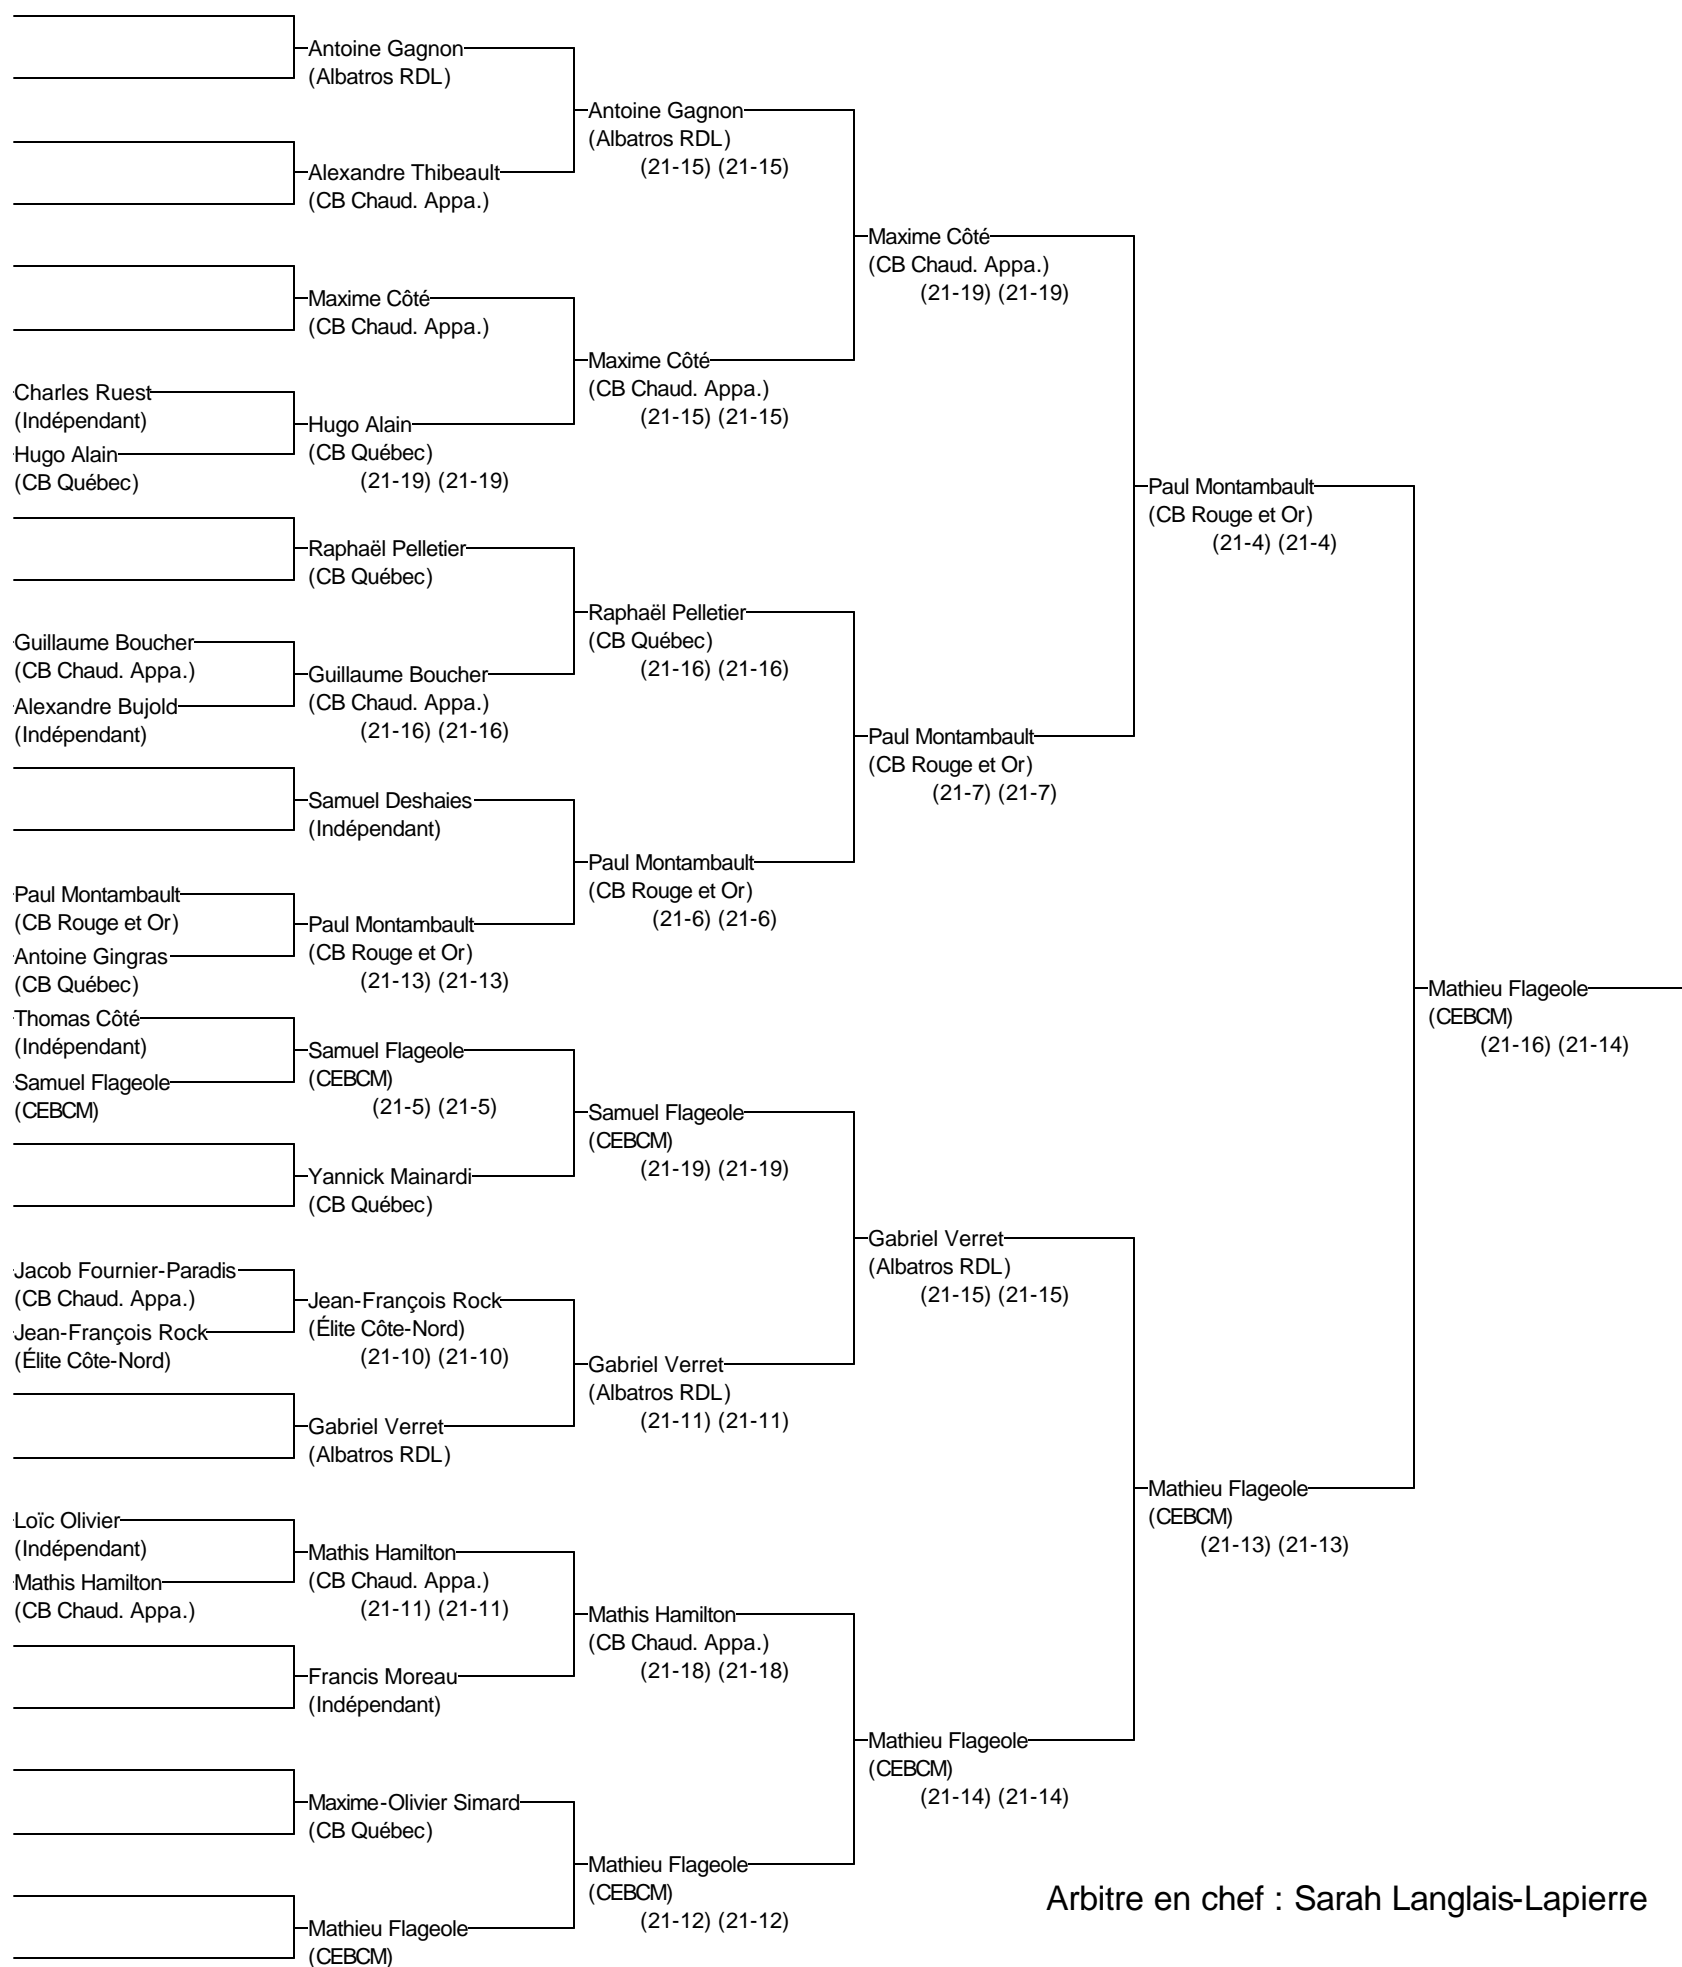 Antoine Gagnon
(Albatros RDL)
Antoine Gagnon
(Albatros RDL)
(21-15) (21-15)
Alexandre Thibeault
(CB Chaud. Appa.)
Maxime Côté
(CB Chaud. Appa.)
(21-19) (21-19)
Maxime Côté
(CB Chaud. Appa.)
Maxime Côté
(CB Chaud. Appa.)
(21-15) (21-15)
Charles Ruest
(Indépendant)
Hugo Alain
(CB Québec)
Hugo Alain
(CB Québec)
(21-19) (21-19)
Paul Montambault
(CB Rouge et Or)
(21-4) (21-4)
Raphaël Pelletier
(CB Québec)
Raphaël Pelletier
(CB Québec)
(21-16) (21-16)
Guillaume Boucher
(CB Chaud. Appa.)
Alexandre Bujold
(Indépendant)
Guillaume Boucher
(CB Chaud. Appa.)
(21-16) (21-16)
Paul Montambault
(CB Rouge et Or)
(21-7) (21-7)
Samuel Deshaies
(Indépendant)
Paul Montambault
(CB Rouge et Or)
(21-6) (21-6)
Paul Montambault
(CB Rouge et Or)
Antoine Gingras
(CB Québec)
Paul Montambault
(CB Rouge et Or)
(21-13) (21-13)
Mathieu Flageole
(CEBCM)
(21-16) (21-14)
Thomas Côté
(Indépendant)
Samuel Flageole
(CEBCM)
Samuel Flageole
(CEBCM)
(21-5) (21-5)
Samuel Flageole
(CEBCM)
(21-19) (21-19)
Yannick Mainardi
(CB Québec)
Gabriel Verret
(Albatros RDL)
(21-15) (21-15)
Jacob Fournier-Paradis
(CB Chaud. Appa.)
Jean-François Rock
(Élite Côte-Nord)
Jean-François Rock
(Élite Côte-Nord)
(21-10) (21-10)
Gabriel Verret
(Albatros RDL)
(21-11) (21-11)
Gabriel Verret
(Albatros RDL)
Mathieu Flageole
(CEBCM)
(21-13) (21-13)
Loïc Olivier
(Indépendant)
Mathis Hamilton
(CB Chaud. Appa.)
Mathis Hamilton
(CB Chaud. Appa.)
(21-11) (21-11)
Mathis Hamilton
(CB Chaud. Appa.)
(21-18) (21-18)
Francis Moreau
(Indépendant)
Mathieu Flageole
(CEBCM)
(21-14) (21-14)
Maxime-Olivier Simard
(CB Québec)
Mathieu Flageole
(CEBCM)
(21-12) (21-12)
Mathieu Flageole
(CEBCM)
Arbitre en chef : Sarah Langlais-Lapierre